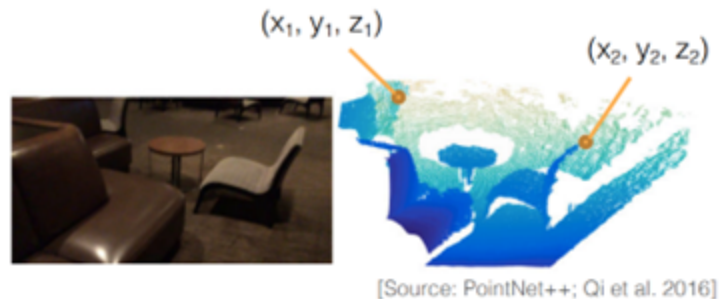 (x₁, y₁, z₁)
(x₂, y₂, z₂)
[Source: PointNet++; Qi et al. 2016]